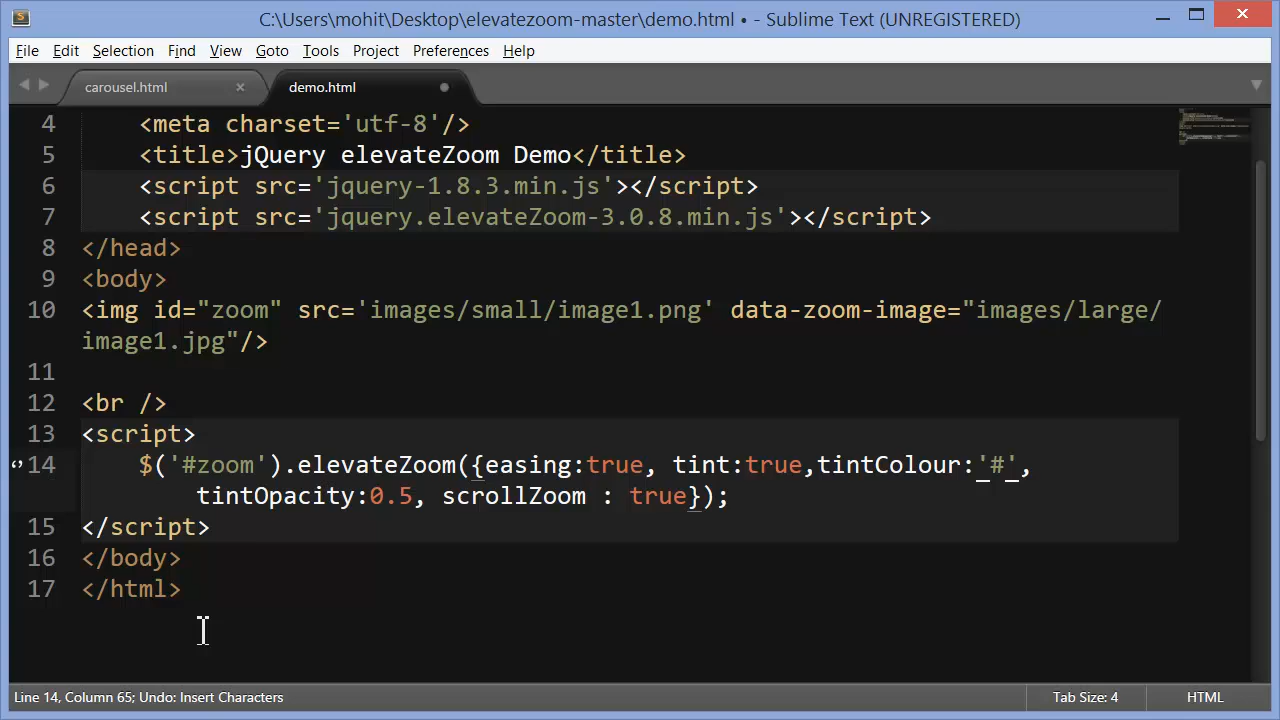 C:\Users\mohit\Desktop\elevatezoom-master\demo.html • - Sublime Text (UNREGISTERED)
File Edit Selection Find View Goto Tools Project Preferences Help
carousel.html × demo.html
4 <meta charset='utf-8'/>
5 <title>jQuery elevateZoom Demo</title>
6 <script src='jquery-1.8.3.min.js'></script>
7 <script src='jquery.elevateZoom-3.0.8.min.js'></script>
8 </head>
9 <body>
10 <img id="zoom" src='images/small/image1.png' data-zoom-image="images/large/
image1.jpg"/>
11
12 <br />
13 <script>
14 $('#zoom').elevateZoom({easing:true, tint:true,tintColour:'#',
tintOpacity:0.5, scrollZoom : true});
15 </script>
16 </body>
17 </html>
Line 14, Column 65; Undo: Insert Characters Tab Size: 4 HTML